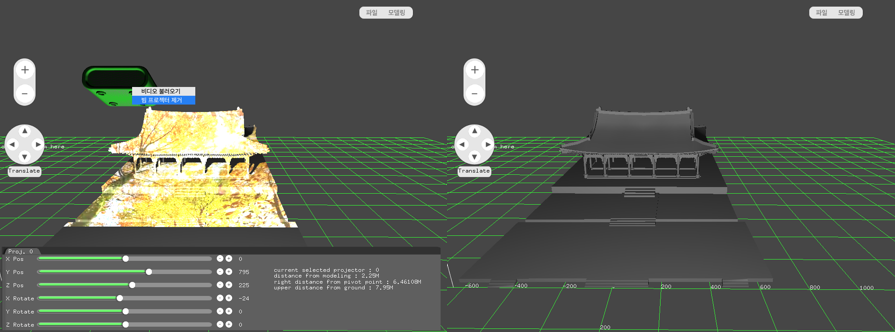 파일 모델링
파일 모델링
비디오 불러오기
빔 프로젝터 제거
here
here
Translate
Translate
Proj. 0
X Pos 0
Y Pos 795
Z Pos 225
X Rotate -24
Y Rotate 0
Z Rotate 0
current selected projector : 0
distance from modeling : 2,25M
right distance from pivot point : 6,46108M
upper distance from ground : 7,95M
-600 -400 -200 200 400 600 800 1000
200